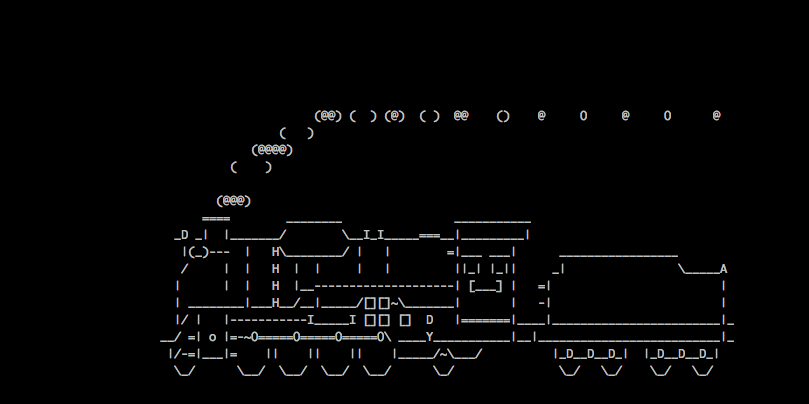 (@@) (  ) (@)  ( )  @@    ()    @     O     @     O      @
                 (   )
             (@@@@)
          (    )

        (@@@)
      ====        ________                ___________
  _D _|  |_______/        \__I_I_____===__|_________|
   |(_)---  |   H\________/ |   |        =|___ ___|      _________________
   /     |  |   H  |  |     |   |         ||_| |_||     _|                \_____A
  |      |  |   H  |__--------------------| [___] |   =|                        |
  | ________|___H__/__|_____/[][]~\_______|       |   -|                        |
  |/ |   |-----------I_____I [][] []  D   |=======|____|________________________|_
__/ =| o |=-~O=====O=====O=====O\ ____Y___________|__|__________________________|_
 |/-=|___|=    ||    ||    ||    |_____/~\___/          |_D__D__D_|  |_D__D__D_|
  \_/      \__/  \__/  \__/  \__/      \_/               \_/   \_/    \_/   \_/